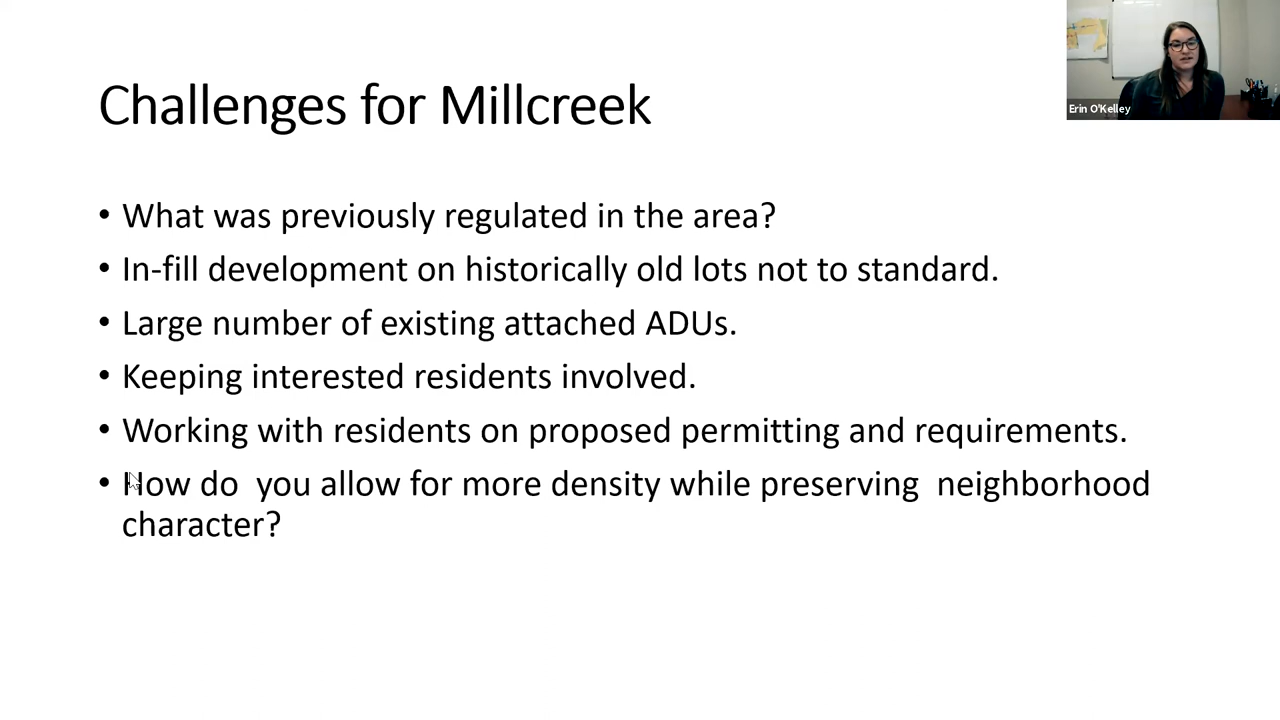 Challenges for Millcreek
Erin O'Kelley
• What was previously regulated in the area?
• In-fill development on historically old lots not to standard.
• Large number of existing attached ADUs.
• Keeping interested residents involved.
• Working with residents on proposed permitting and requirements.
• How do  you allow for more density while preserving  neighborhood
character?